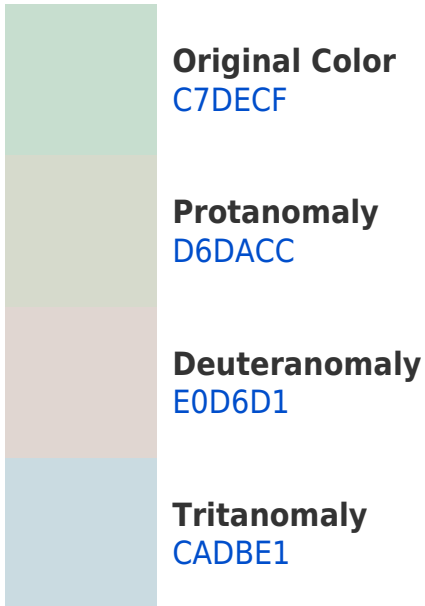 Original Color
C7DECF
Protanomaly
D6DACC
Deuteranomaly
E0D6D1
Tritanomaly
CADBE1